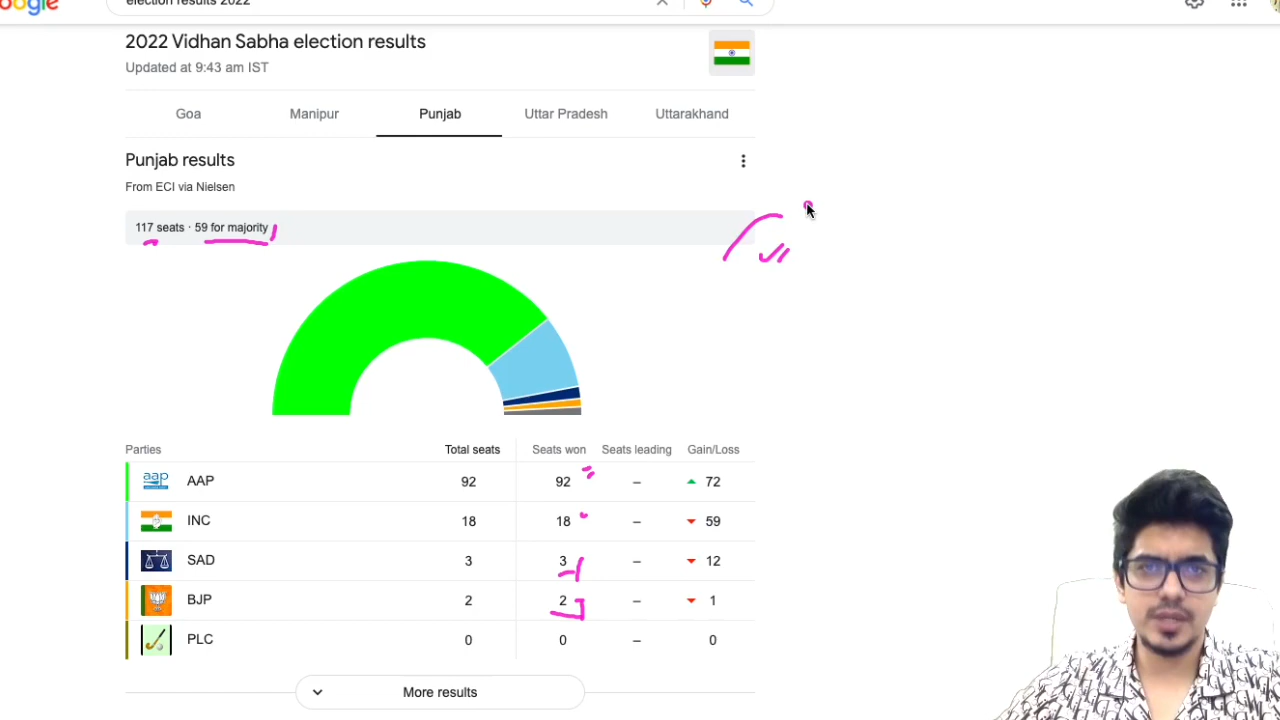 election results 2022
2022 Vidhan Sabha election results
Updated at 9:43 am IST
Goa Manipur Punjab Uttar Pradesh Uttarakhand
Punjab results
From ECI via Nielsen
117 seats · 59 for majority
Parties Total seats Seats won Seats leading Gain/Loss
aap AAP 92 92 – 72
INC 18 18 – 59
SAD 3 3 – 12
BJP 2 2 – 1
PLC 0 0 – 0
More results